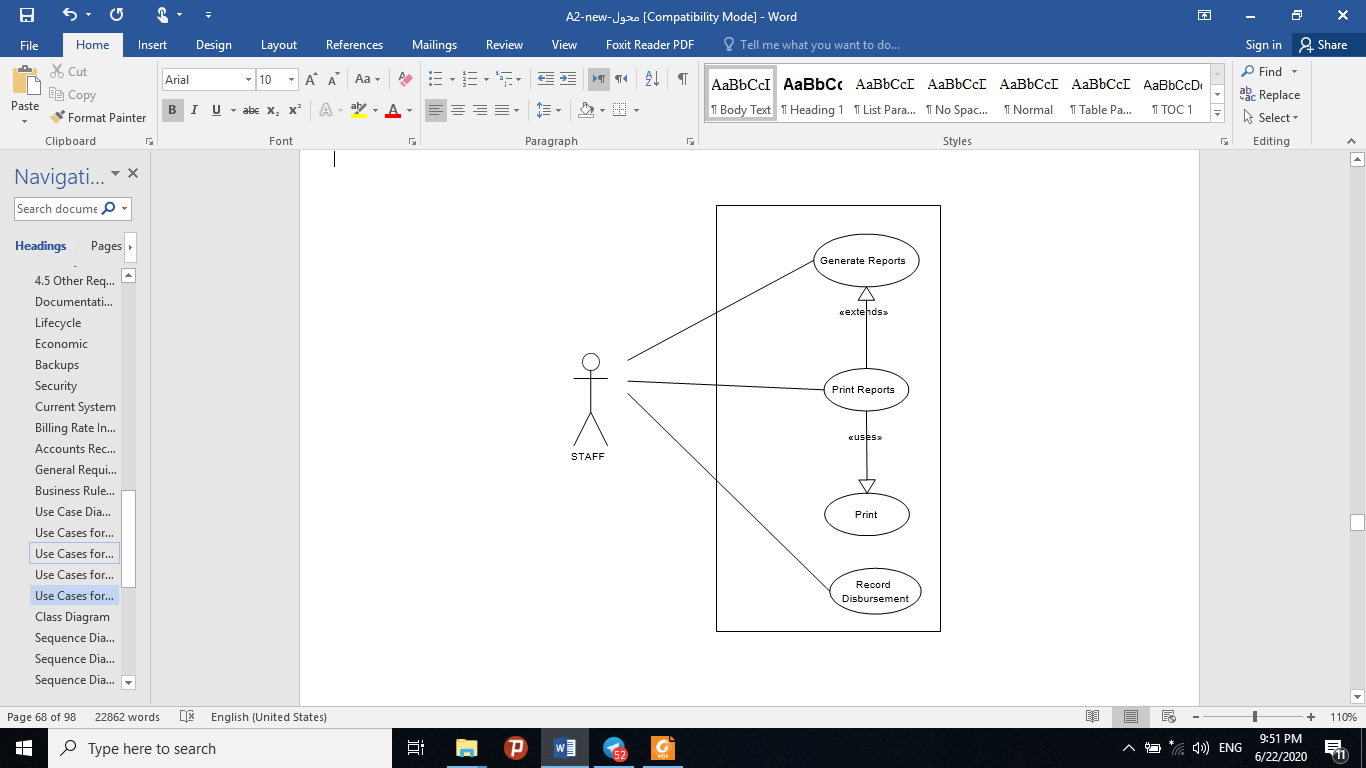 A2-new-محول [Compatibility Mode] - Word
File Home Insert Design Layout References Mailings Review View Foxit Reader PDF Tell me what you want to do... Sign in Share
Paste
Cut
Copy
Format Painter
Clipboard
Arial 10
Font
Paragraph
AaBbCcI AaBbCc AaBbCcD AaBbCcD AaBbCcD AaBbCcD AaBbCcDc
¶ Body Text ¶ Heading 1 ¶ List Para... ¶ No Spac... ¶ Normal ¶ Table Pa... ¶ TOC 1
Styles
Find
Replace
Select
Editing
Navigati...
Search docume
Headings Pages
4.5 Other Req...
Documentati...
Lifecycle
Economic
Backups
Security
Current System
Billing Rate In...
Accounts Rec...
General Requi...
Business Rule...
Use Case Dia...
Use Cases for...
Use Cases for...
Use Cases for...
Use Cases for...
Class Diagram
Sequence Dia...
Sequence Dia...
Sequence Dia...
Generate Reports
«extends»
Print Reports
«uses»
STAFF
Print
Record
Disbursement
Page 68 of 98 22862 words English (United States) 110%
Type here to search
52
PDF
ENG
9:51 PM
6/22/2020
11